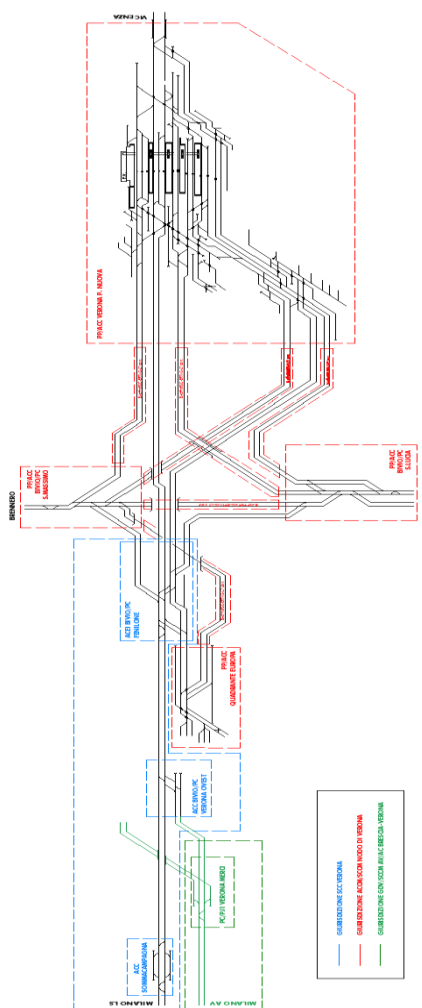 VICENZA
PP/ACC VERONA P. NUOVA
PP/ACC
BIVIO/PC
S.MASSIMO
BRENNERO
PP/ACC
BIVIO/PC
S.LUCIA
ACEI BIVIO/PC
FENILONE
PP/ACC
QUADRANTE EUROPA
ACC BIVIO/PC
VERONA OVEST
PC/PJ1 VERONA MERCI
ACC
SOMMACAMPAGNA
MILANO LS
MILANO AV
GIURISDIZIONE SCC VERONA
GIURISDIZIONE ACCM/SCCM NODO DI VERONA
GIURISDIZIONE GOV/SCCM AV/AC BRESCIA-VERONA